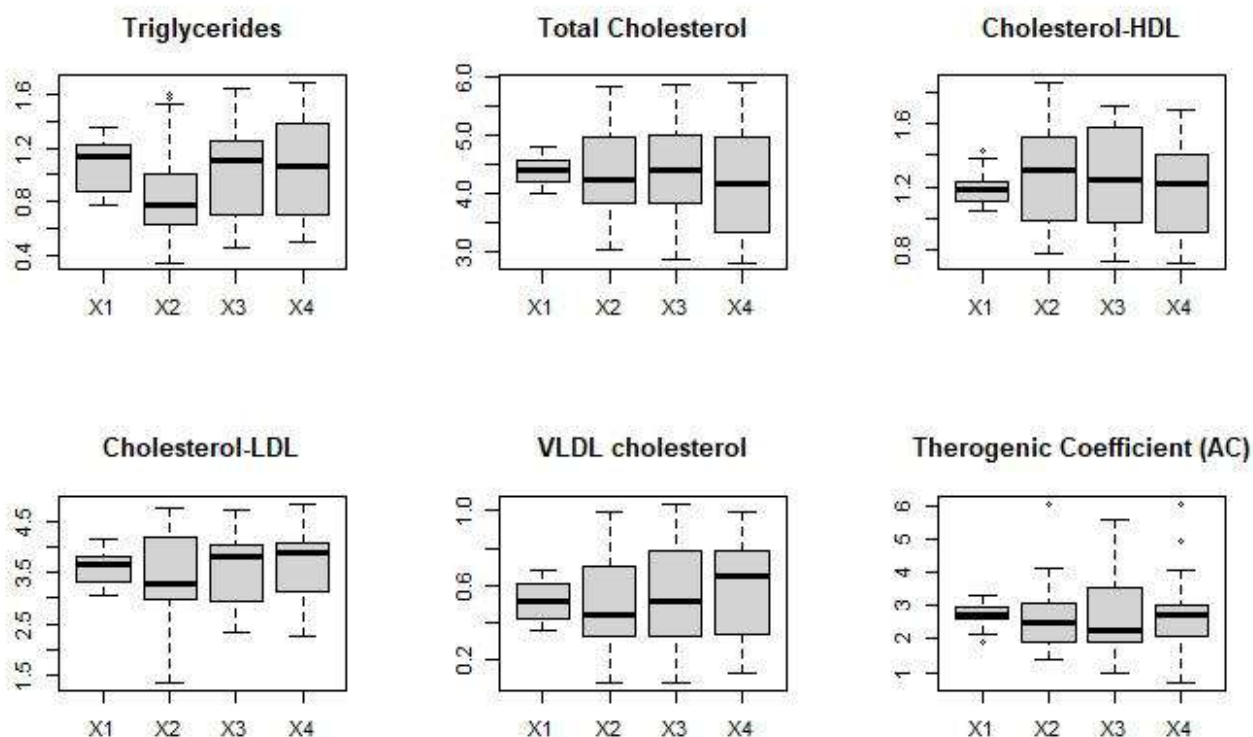 Triglycerides
0.4 0.8 1.2 1.6
X1 X2 X3 X4
Total Cholesterol
3.0 4.0 5.0 6.0
X1 X2 X3 X4
Cholesterol-HDL
0.8 1.2 1.6
X1 X2 X3 X4
Cholesterol-LDL
1.5 2.5 3.5 4.5
X1 X2 X3 X4
VLDL cholesterol
0.2 0.6 1.0
X1 X2 X3 X4
Therogenic Coefficient (AC)
1 2 3 4 5 6
X1 X2 X3 X4